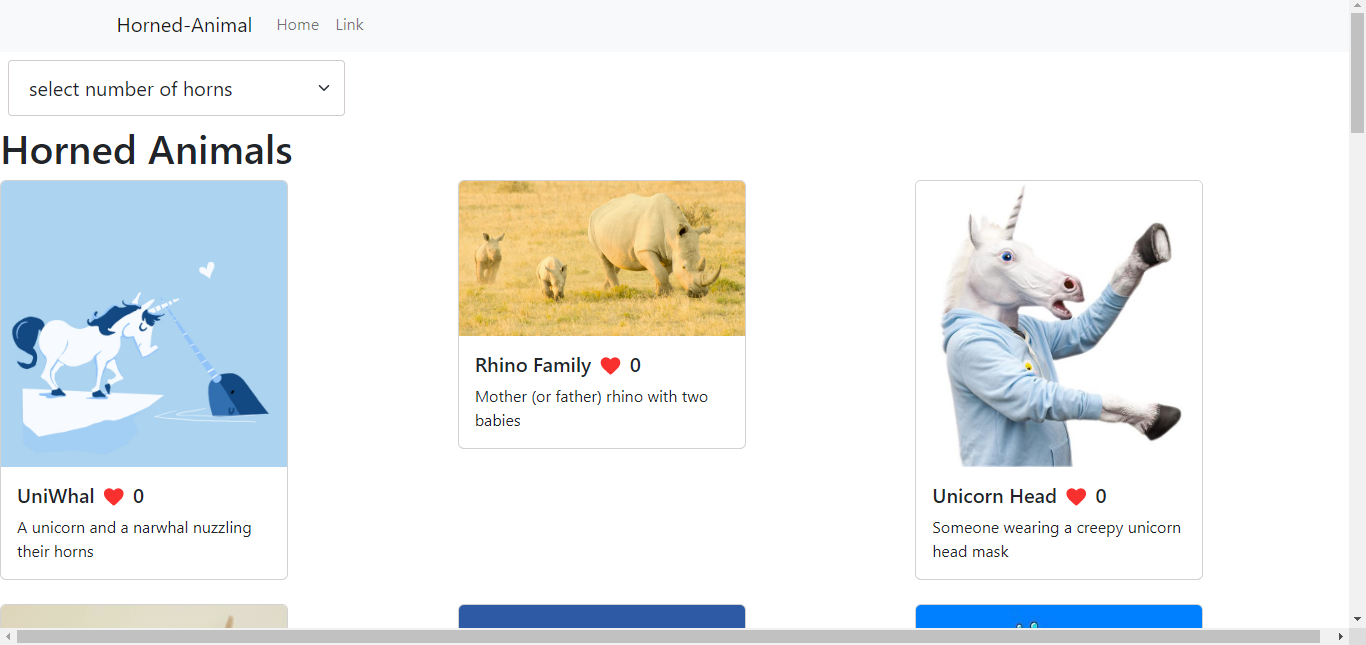 Horned-Animal Home Link
select number of horns
Horned Animals
UniWhal 0
A unicorn and a narwhal nuzzling
their horns
Rhino Family 0
Mother (or father) rhino with two
babies
Unicorn Head 0
Someone wearing a creepy unicorn
head mask